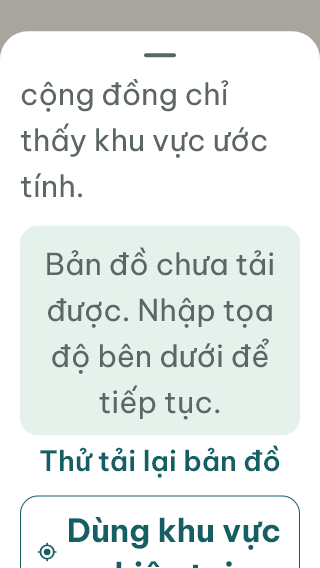 cộng đồng chỉ
thấy khu vực ước
tính.
Bản đồ chưa tải
được. Nhập tọa
độ bên dưới để
tiếp tục.
Thử tải lại bản đồ
Dùng khu vực